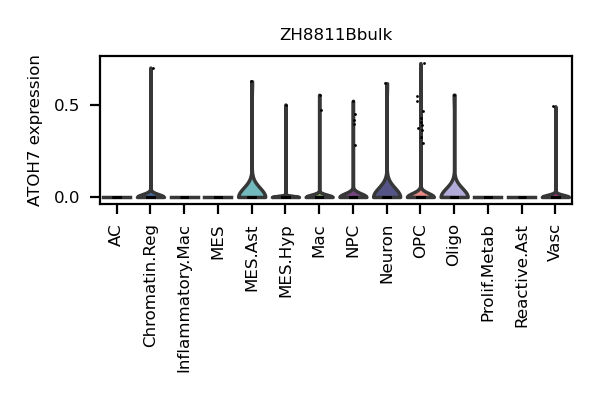 ZH8811Bbulk
ATOH7 expression
0.5
0.0
AC
Chromatin.Reg
Inflammatory.Mac
MES
MES.Ast
MES.Hyp
Mac
NPC
Neuron
OPC
Oligo
Prolif.Metab
Reactive.Ast
Vasc